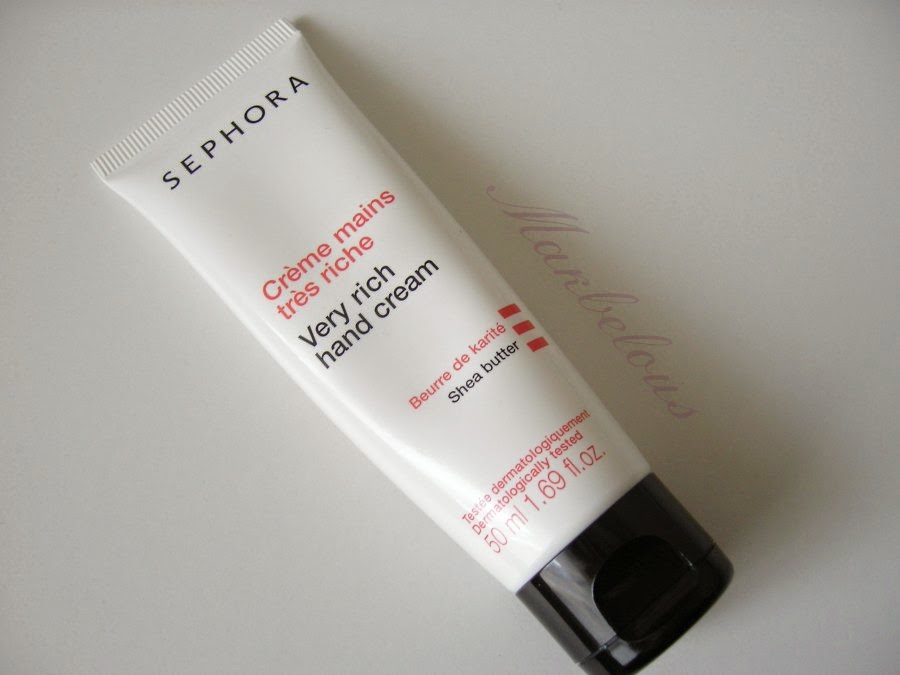 SEPHORA
Crème mains
très riche
Very rich
hand cream
Beurre de karité
Shea butter
Testée dermatologiquement
Dermatologically tested
50 ml 1.69 fl.oz.
Marbelous